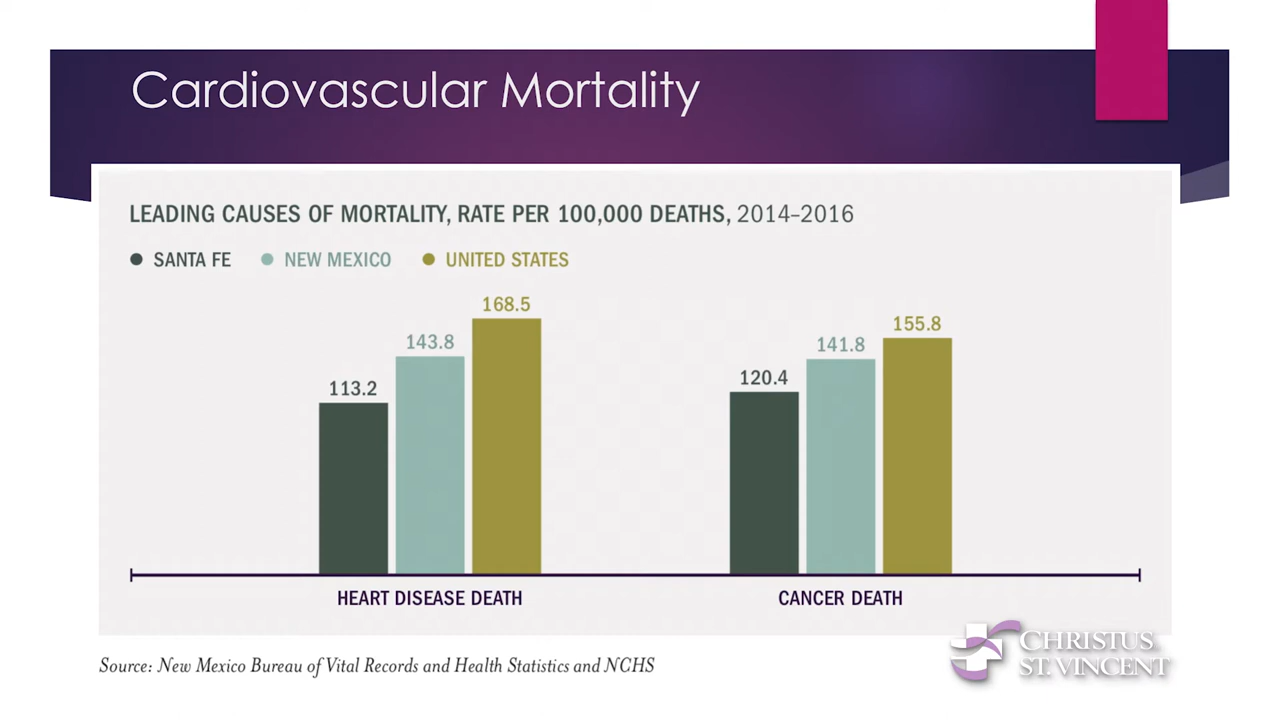 Cardiovascular Mortality
LEADING CAUSES OF MORTALITY, RATE PER 100,000 DEATHS, 2014–2016
SANTA FE NEW MEXICO UNITED STATES
113.2
143.8
168.5
120.4
141.8
155.8
HEART DISEASE DEATH
CANCER DEATH
Source: New Mexico Bureau of Vital Records and Health Statistics and NCHS
CHRISTUS
ST. VINCENT